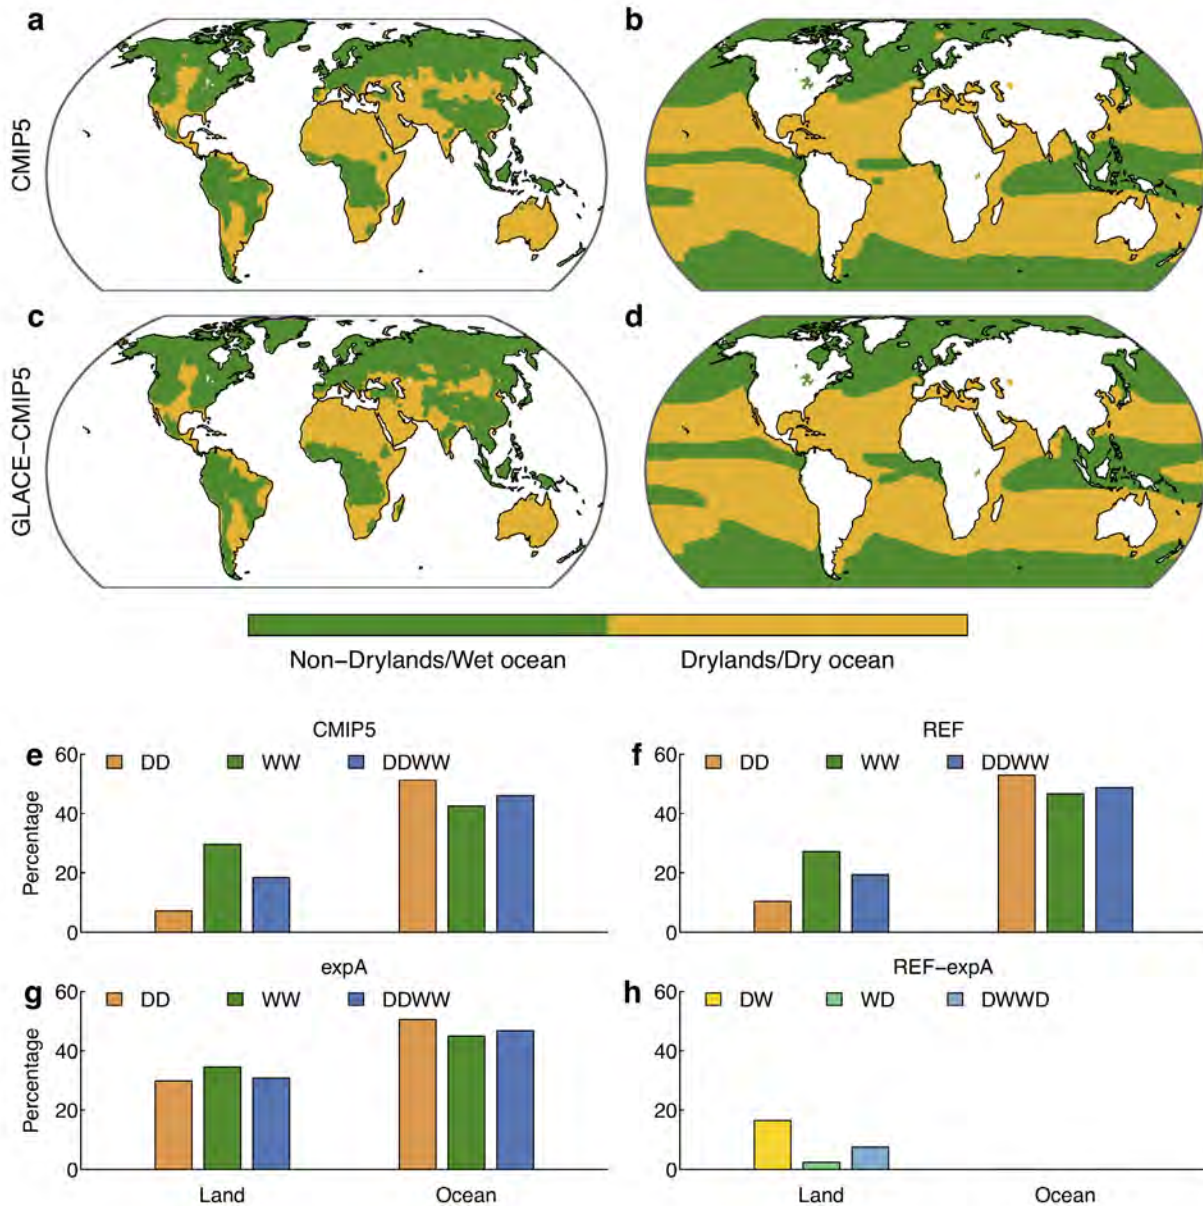 a
b
CMIP5
c
d
GLACE−CMIP5
Non−Drylands/Wet ocean
Drylands/Dry ocean
CMIP5
e
DD
WW
DDWW
60
40
20
0
Percentage
REF
f
DD
WW
DDWW
60
40
20
0
expA
g
DD
WW
DDWW
60
40
20
0
Percentage
Land
Ocean
REF−expA
h
DW
WD
DWWD
60
40
20
0
Land
Ocean